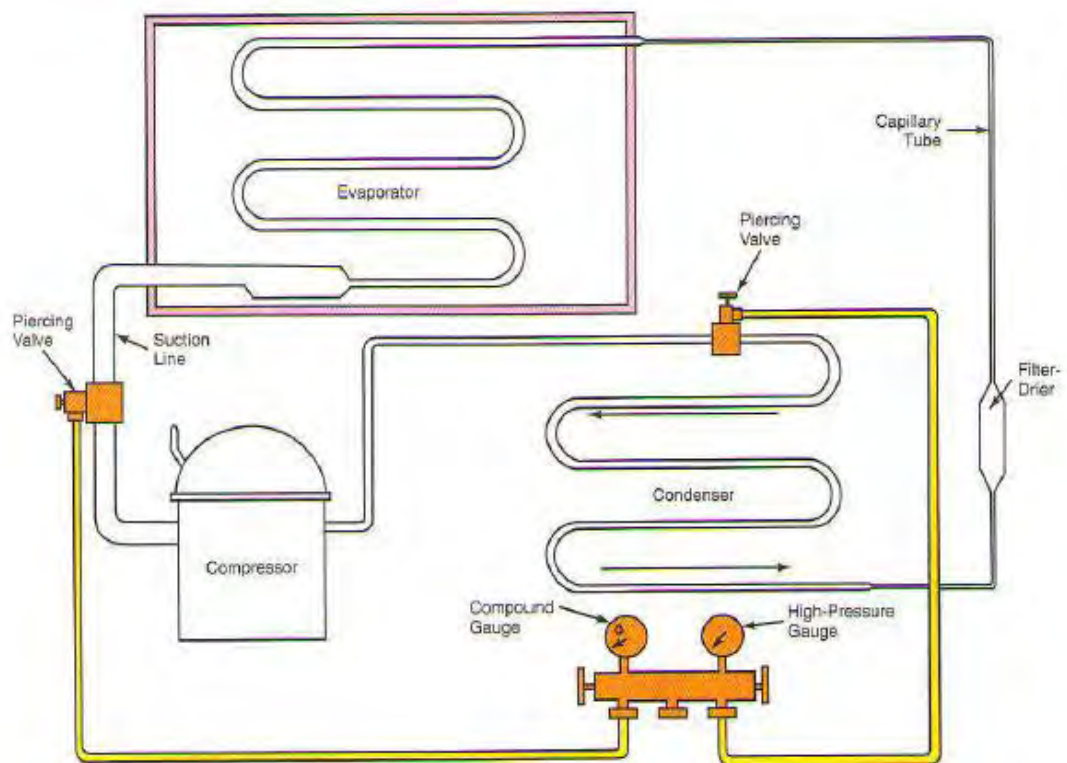 Capillary
Tube
Evaporator
Piercing
Valve
Piercing
Valve
Suction
Line
Filter-
Drier
Condenser
Compressor
Compound
Gauge
High-Pressure
Gauge